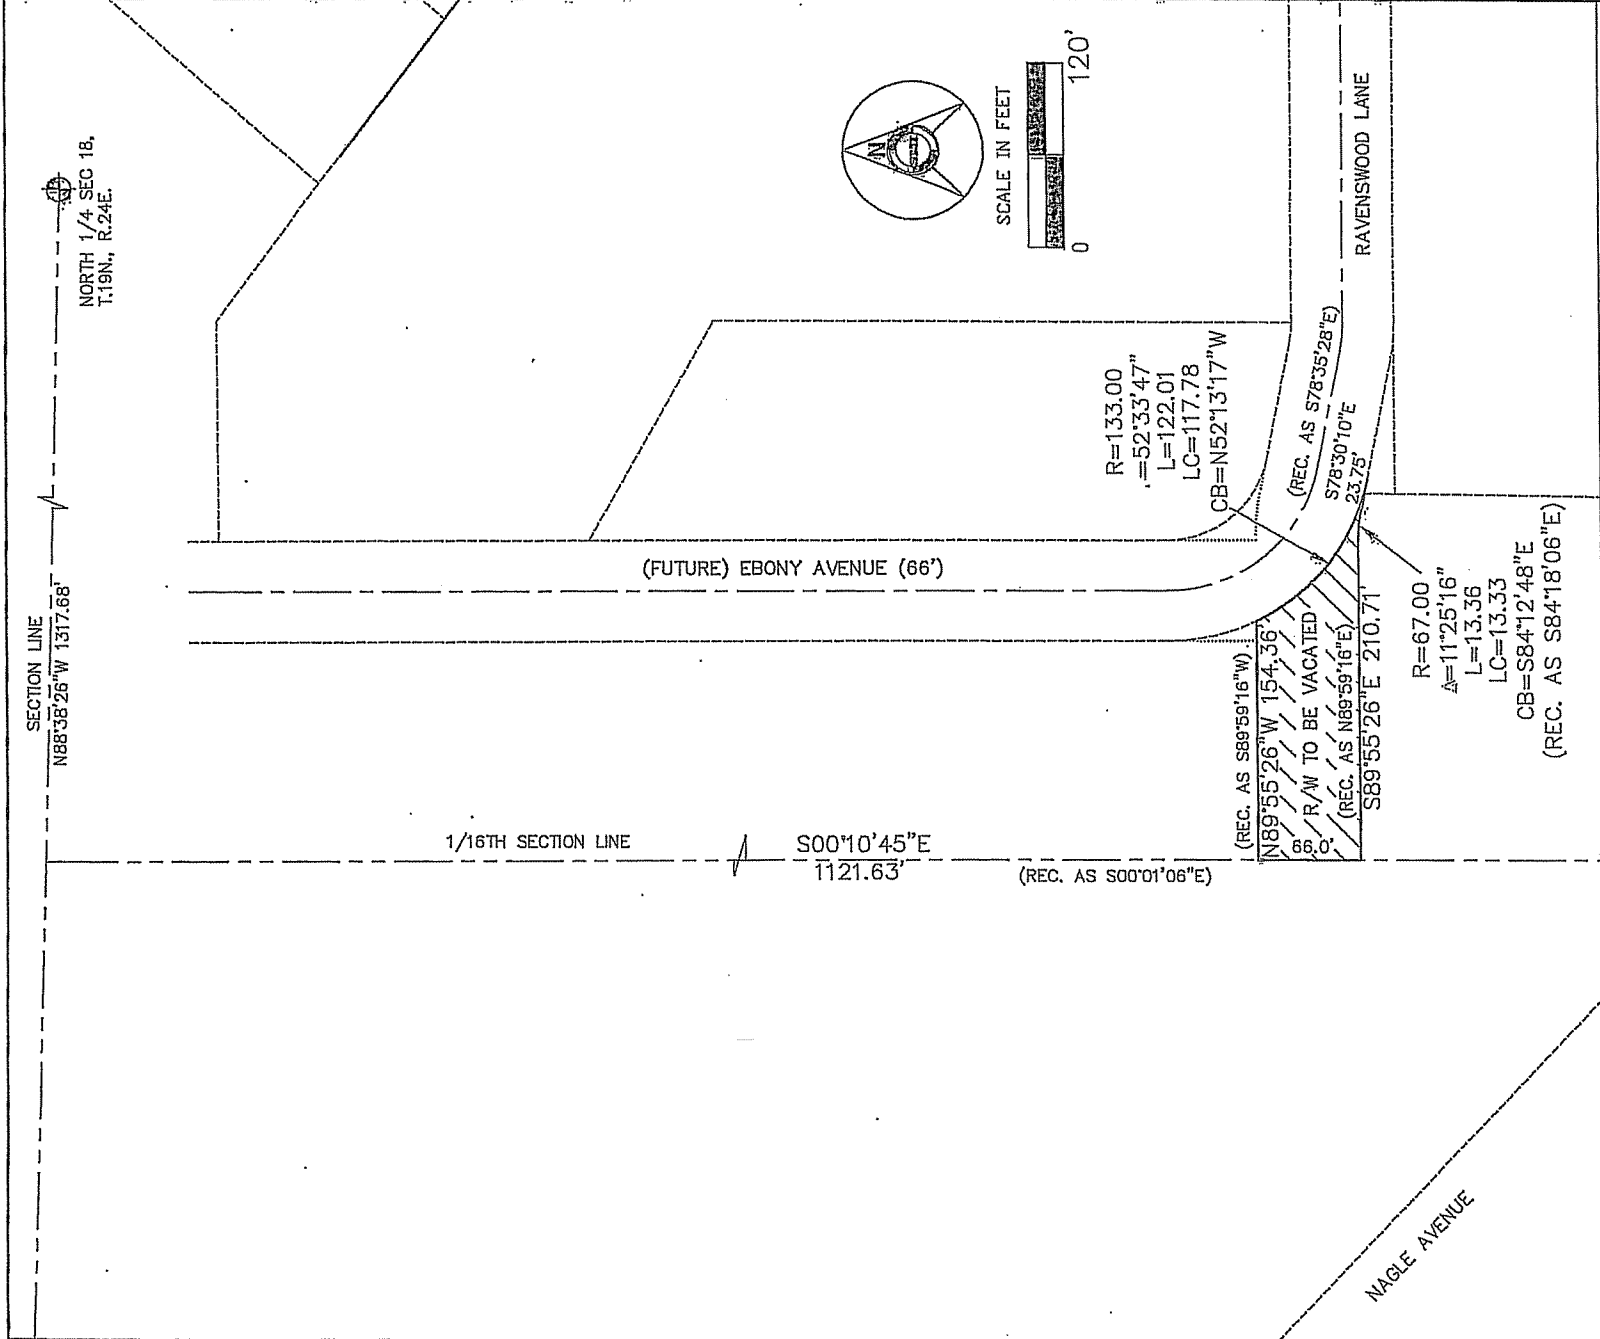 SECTION LINE
N88°38'26"W 1317.68'
NORTH 1/4 SEC 18,
T.19N., R.24E.
N
SCALE IN FEET
0
120'
RAVENSWOOD LANE
(FUTURE) EBONY AVENUE (66')
R=133.00
=52°33'47"
L=122.01
LC=117.78
CB=N52°13'17"W
(REC. AS S78°35'28"E)
S78°30'10"E
23.75'
1/16TH SECTION LINE
S00°10'45"E
1121.63'
(REC. AS S00°01'06"E)
(REC. AS S89°59'16"W)
N89°55'26"W 154.36'
R/W TO BE VACATED
66.0'
(REC. AS N89°59'16"E)
S89°55'26"E 210.71'
R=67.00
Δ=11°25'16"
L=13.36
LC=13.33
CB=S84°12'48"E
(REC. AS S84°18'06"E)
NAGLE AVENUE